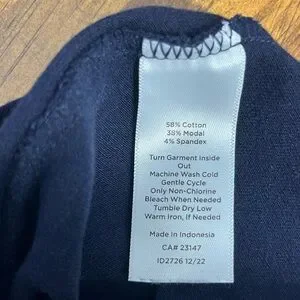 58% Cotton
38% Modal
4% Spandex
Turn Garment Inside
Out
Machine Wash Cold
Gentle Cycle
Only Non-Chlorine
Bleach When Needed
Tumble Dry Low
Warm Iron, If Needed
Made In Indonesia
CA# 23147
ID2726 12/22